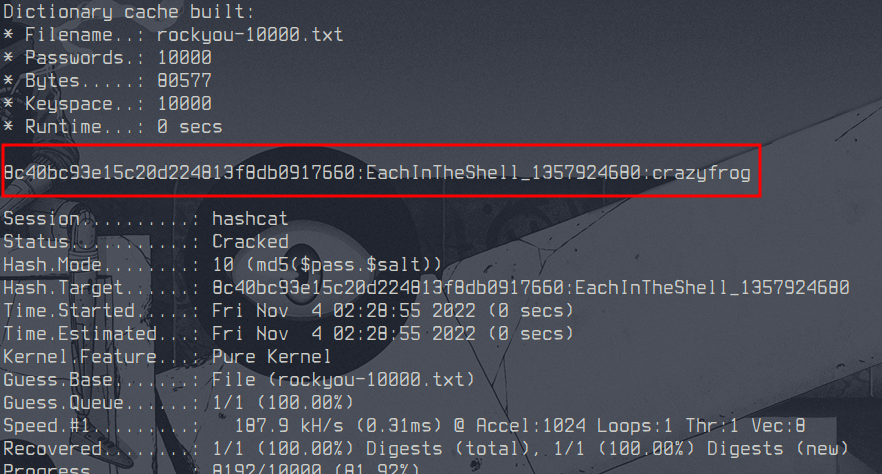 Dictionary cache built:
* Filename..: rockyou-10000.txt
* Passwords.: 10000
* Bytes.....: 80577
* Keyspace..: 10000
* Runtime...: 0 secs
8c40bc93e15c20d224813f8db0917660:EachInTheShell_1357924680:crazyfrog
Session..........: hashcat
Status...........: Cracked
Hash.Mode........: 10 (md5($pass.$salt))
Hash.Target......: 8c40bc93e15c20d224813f8db0917660:EachInTheShell_1357924680
Time.Started.....: Fri Nov  4 02:28:55 2022 (0 secs)
Time.Estimated...: Fri Nov  4 02:28:55 2022 (0 secs)
Kernel.Feature...: Pure Kernel
Guess.Base.......: File (rockyou-10000.txt)
Guess.Queue......: 1/1 (100.00%)
Speed.#1.........:   187.9 kH/s (0.31ms) @ Accel:1024 Loops:1 Thr:1 Vec:8
Recovered........: 1/1 (100.00%) Digests (total), 1/1 (100.00%) Digests (new)
Progress.........: 8192/10000 (81.92%)